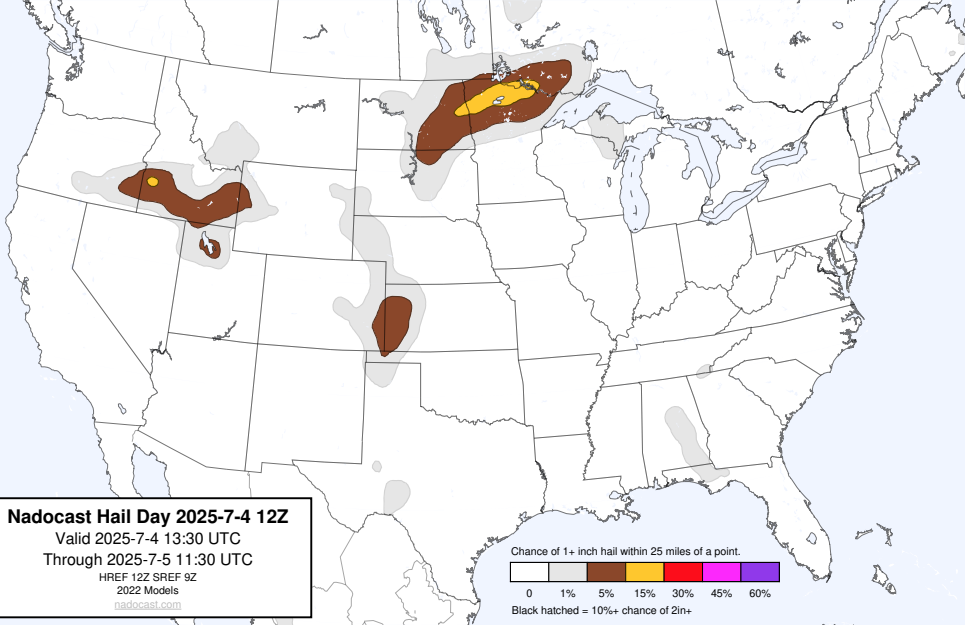 Nadocast Hail Day 2025-7-4 12Z
Valid 2025-7-4 13:30 UTC
Through 2025-7-5 11:30 UTC
HREF 12Z SREF 9Z
2022 Models
nadocast.com
Chance of 1+ inch hail within 25 miles of a point.
0 1% 5% 15% 30% 45% 60%
Black hatched = 10%+ chance of 2in+